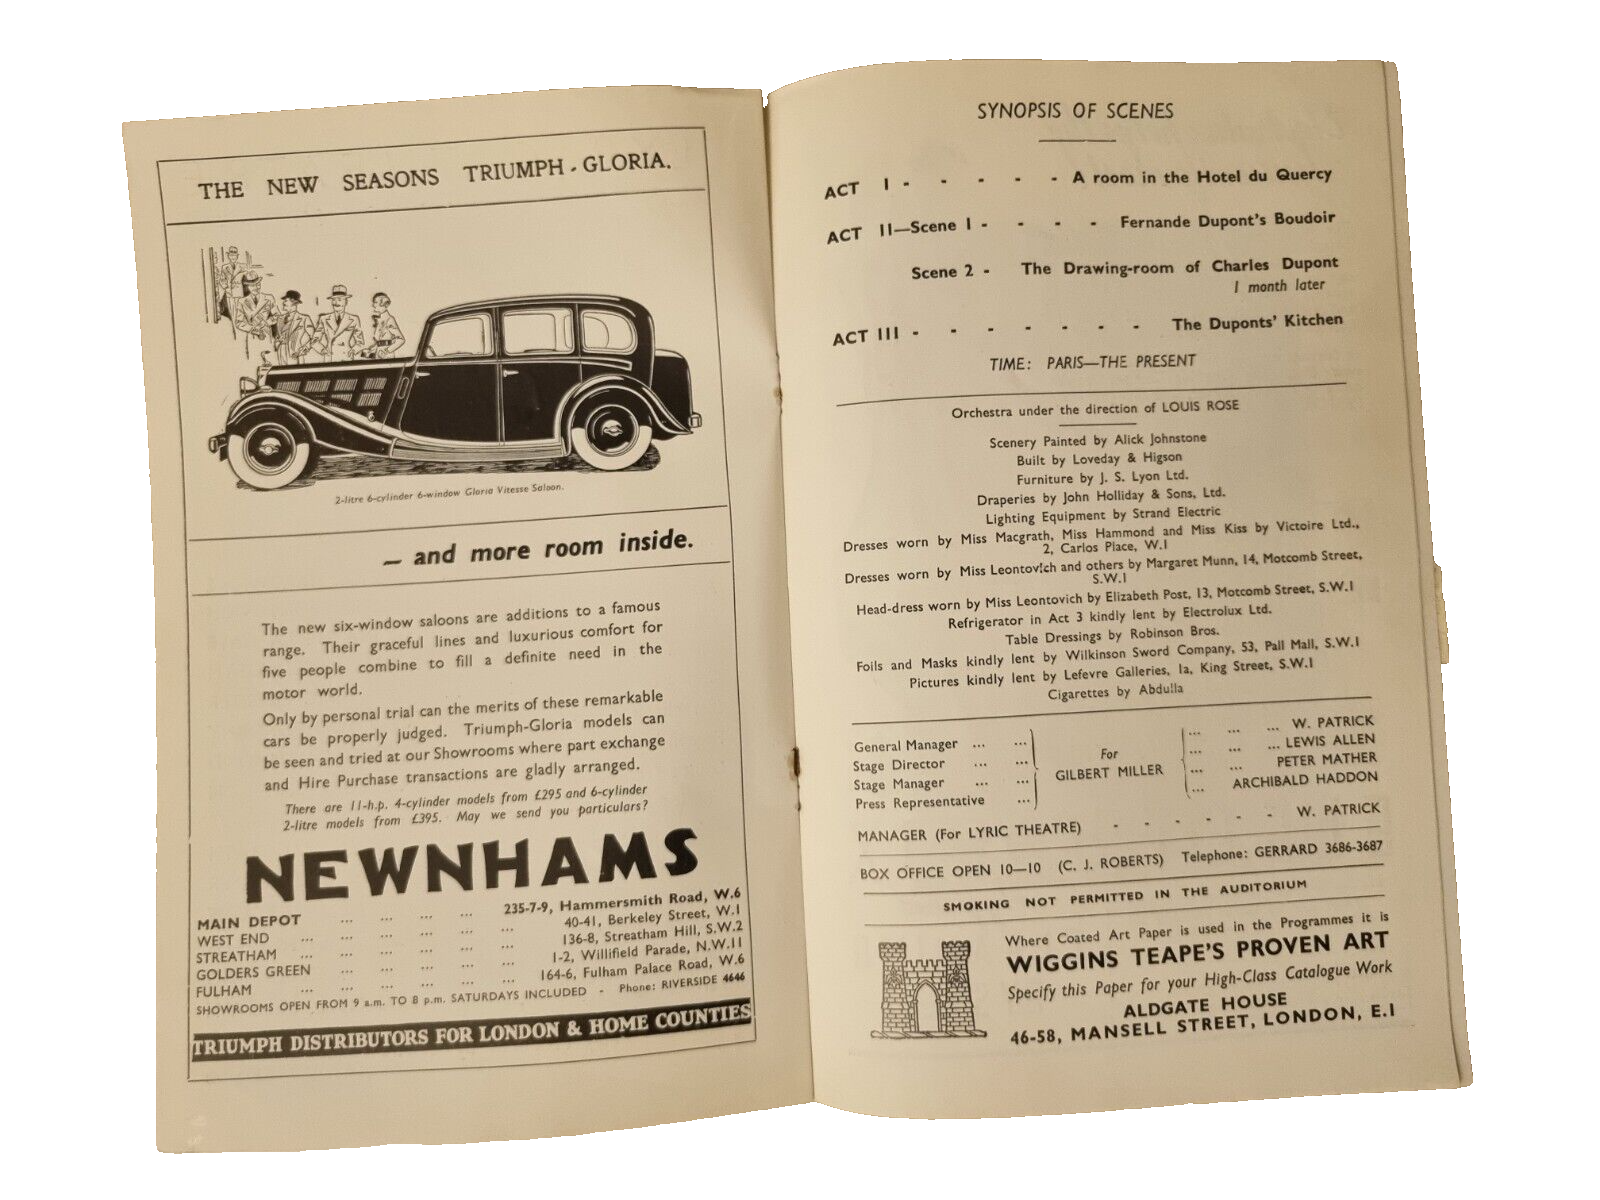 THE NEW SEASONS TRIUMPH-GLORIA.
2-litre 6-cylinder 6-window Gloria Vitesse Saloon.
— and more room inside.
The new six-window saloons are additions to a famous
range. Their graceful lines and luxurious comfort for
five people combine to fill a definite need in the
motor world.
Only by personal trial can the merits of these remarkable
cars be properly judged. Triumph-Gloria models can
be seen and tried at our Showrooms where part exchange
and Hire Purchase transactions are gladly arranged.
There are 11-h.p. 4-cylinder models from £295 and 6-cylinder
2-litre models from £395. May we send you particulars?
NEWNHAMS
MAIN DEPOT ... ... ... ... 235-7-9, Hammersmith Road, W.6
WEST END ... ... ... ... ... 40-41, Berkeley Street, W.1
STREATHAM ... ... ... ... ... 136-8, Streatham Hill, S.W.2
GOLDERS GREEN ... ... ... ... 1-2, Willifield Parade, N.W.11
FULHAM ... ... ... ... ... 164-6, Fulham Palace Road, W.6
SHOWROOMS OPEN FROM 9 a.m. TO 8 p.m. SATURDAYS INCLUDED - Phone: RIVERSIDE 4646
TRIUMPH DISTRIBUTORS FOR LONDON & HOME COUNTIES
SYNOPSIS OF SCENES
ACT I - - - - - A room in the Hotel du Quercy
ACT II—Scene 1 - - - - Fernande Dupont's Boudoir
Scene 2 - The Drawing-room of Charles Dupont
1 month later
ACT III - - - - - - - The Duponts' Kitchen
TIME: PARIS—THE PRESENT
Orchestra under the direction of LOUIS ROSE
Scenery Painted by Alick Johnstone
Built by Loveday & Higson
Furniture by J. S. Lyon Ltd.
Draperies by John Holliday & Sons, Ltd.
Lighting Equipment by Strand Electric
Dresses worn by Miss Macgrath, Miss Hammond and Miss Kiss by Victoire Ltd.,
2, Carlos Place, W.1
Dresses worn by Miss Leontovich and others by Margaret Munn, 14, Motcomb Street,
S.W.1
Head-dress worn by Miss Leontovich by Elizabeth Post, 13, Motcomb Street, S.W.1
Refrigerator in Act 3 kindly lent by Electrolux Ltd.
Table Dressings by Robinson Bros.
Foils and Masks kindly lent by Wilkinson Sword Company, 53, Pall Mall, S.W.1
Pictures kindly lent by Lefevre Galleries, 1a, King Street, S.W.1
Cigarettes by Abdulla
General Manager ... ... ... ... ... W. PATRICK
Stage Director ... ... For ... ... ... LEWIS ALLEN
Stage Manager ... ... GILBERT MILLER ... ... PETER MATHER
Press Representative ... ... ARCHIBALD HADDON
MANAGER (For LYRIC THEATRE) - - - - - - W. PATRICK
BOX OFFICE OPEN 10—10 (C. J. ROBERTS) Telephone: GERRARD 3686-3687
SMOKING NOT PERMITTED IN THE AUDITORIUM
Where Coated Art Paper is used in the Programmes it is
WIGGINS TEAPE'S PROVEN ART
Specify this Paper for your High-Class Catalogue Work
ALDGATE HOUSE
46-58, MANSELL STREET, LONDON, E.1